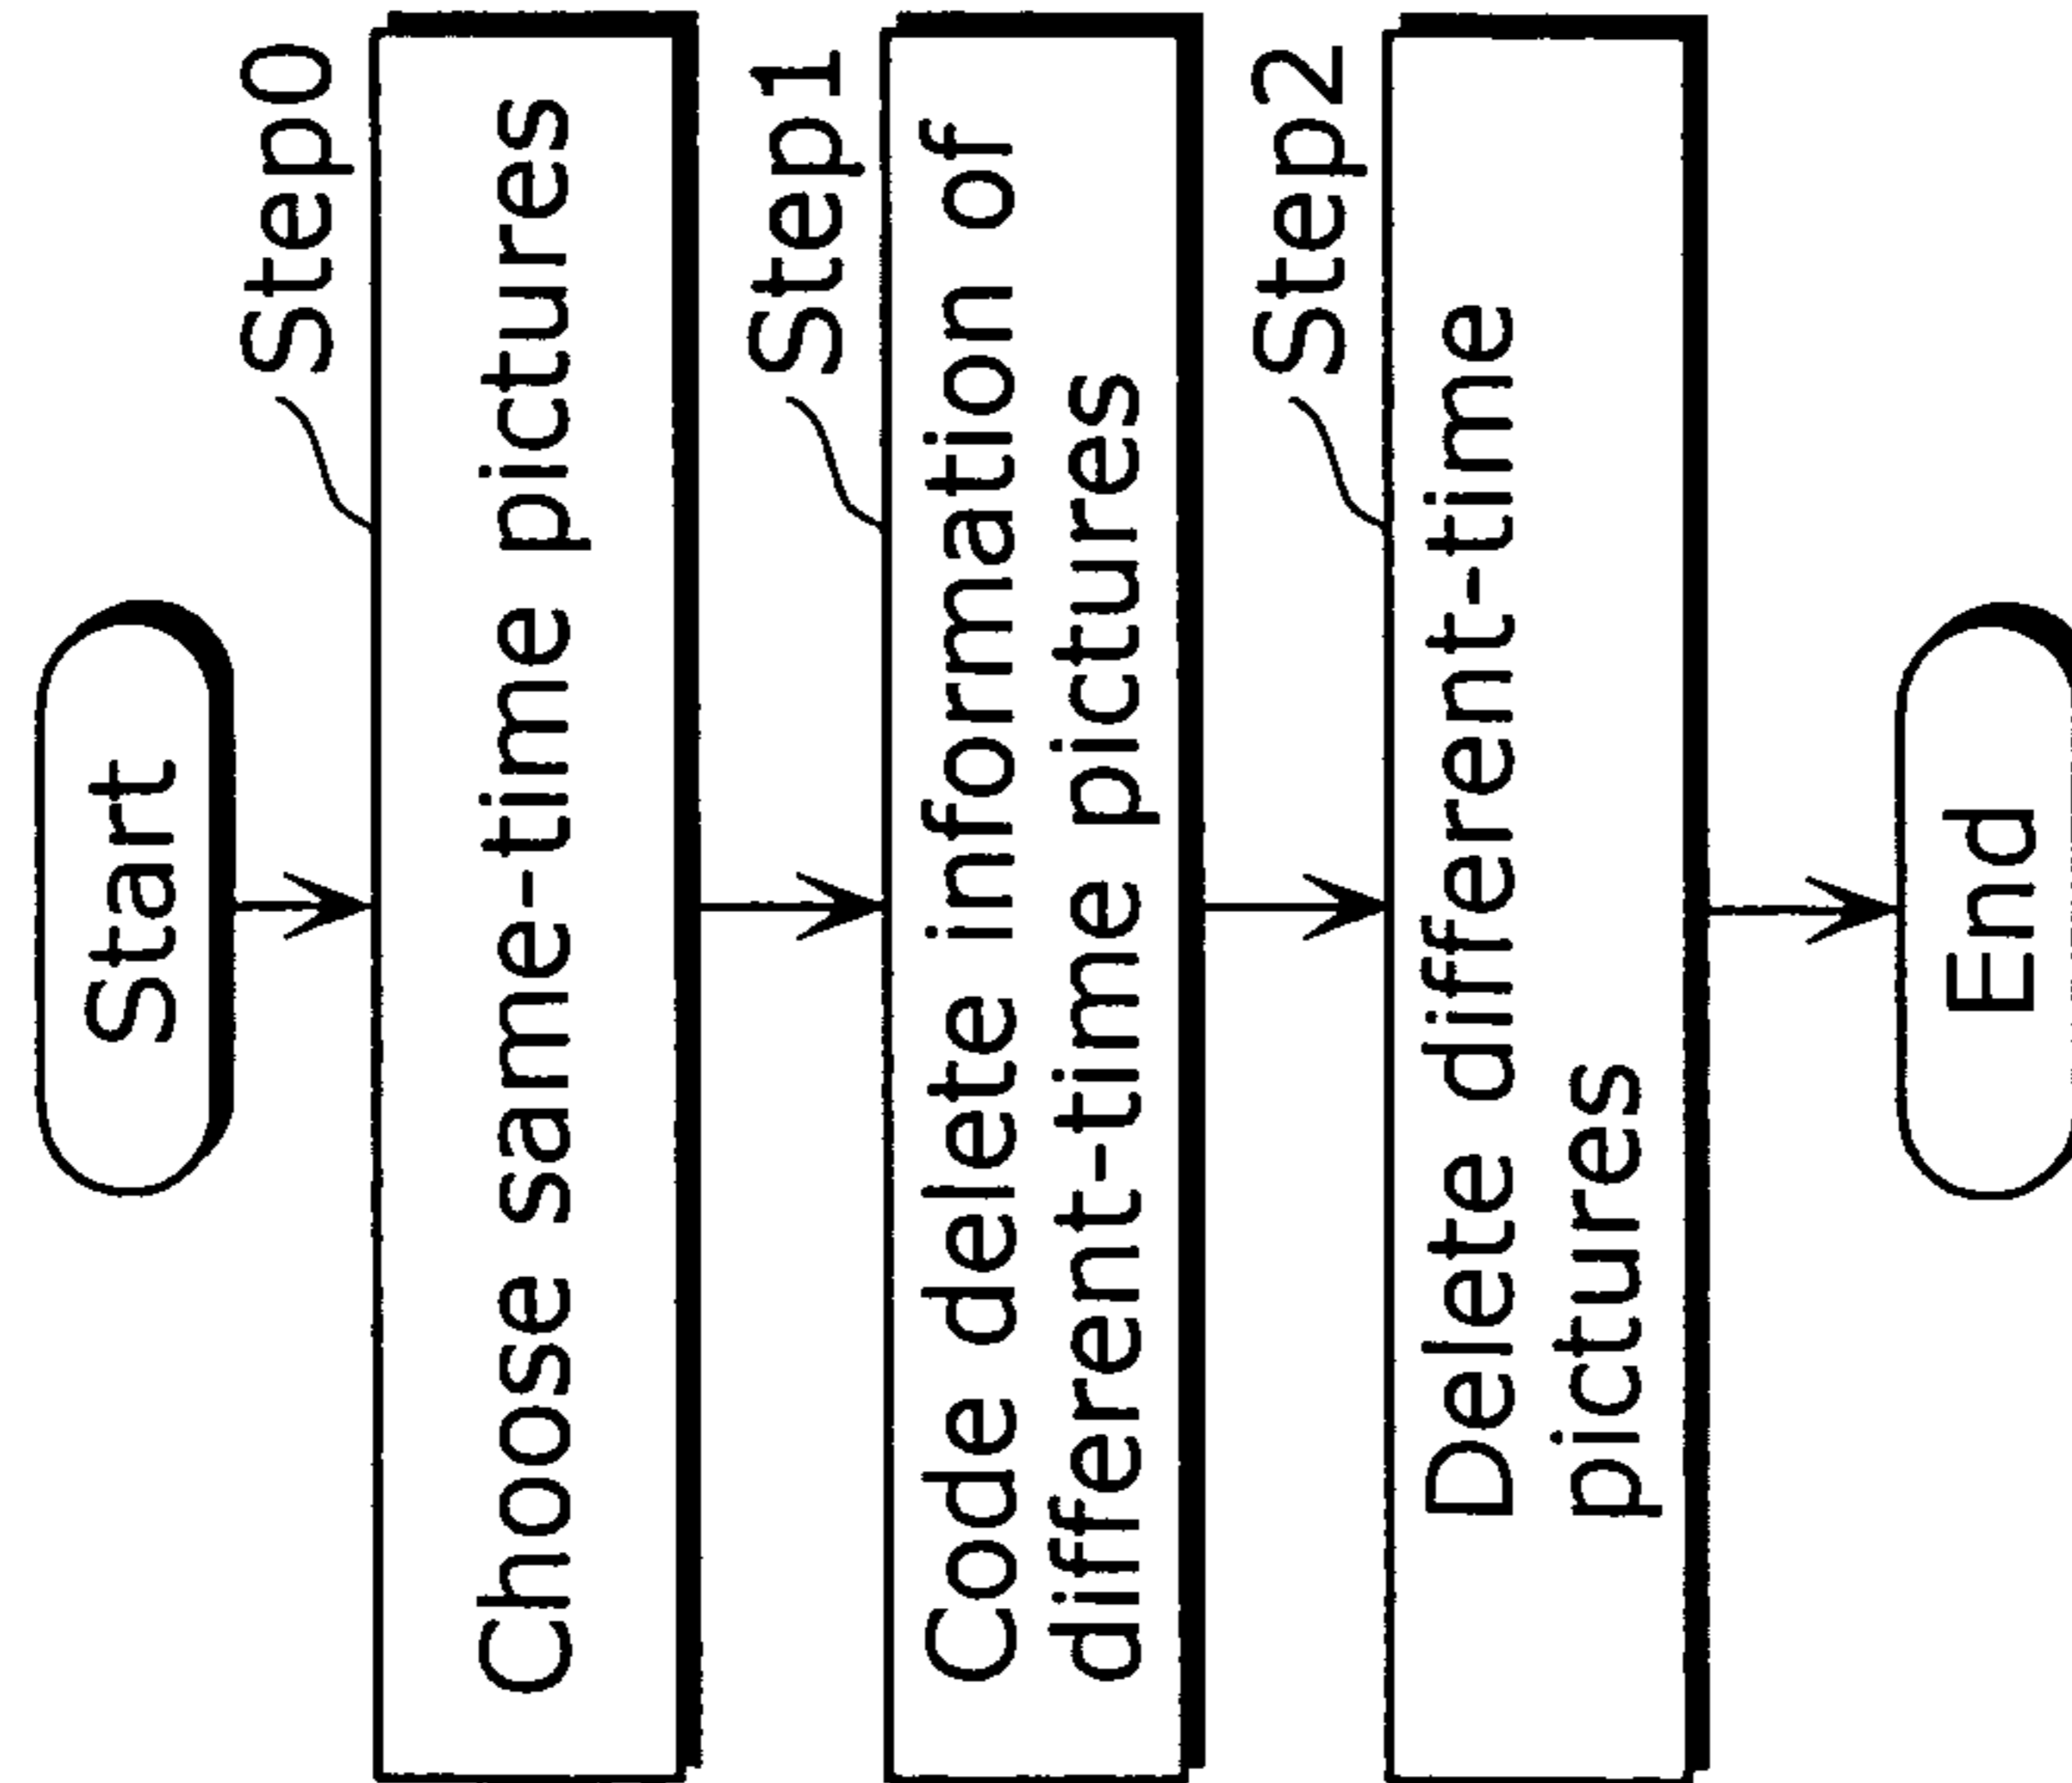 Start
Step0
Choose same-time pictures
Step1
Code delete information of
different-time pictures
Step2
Delete different-time
pictures
End